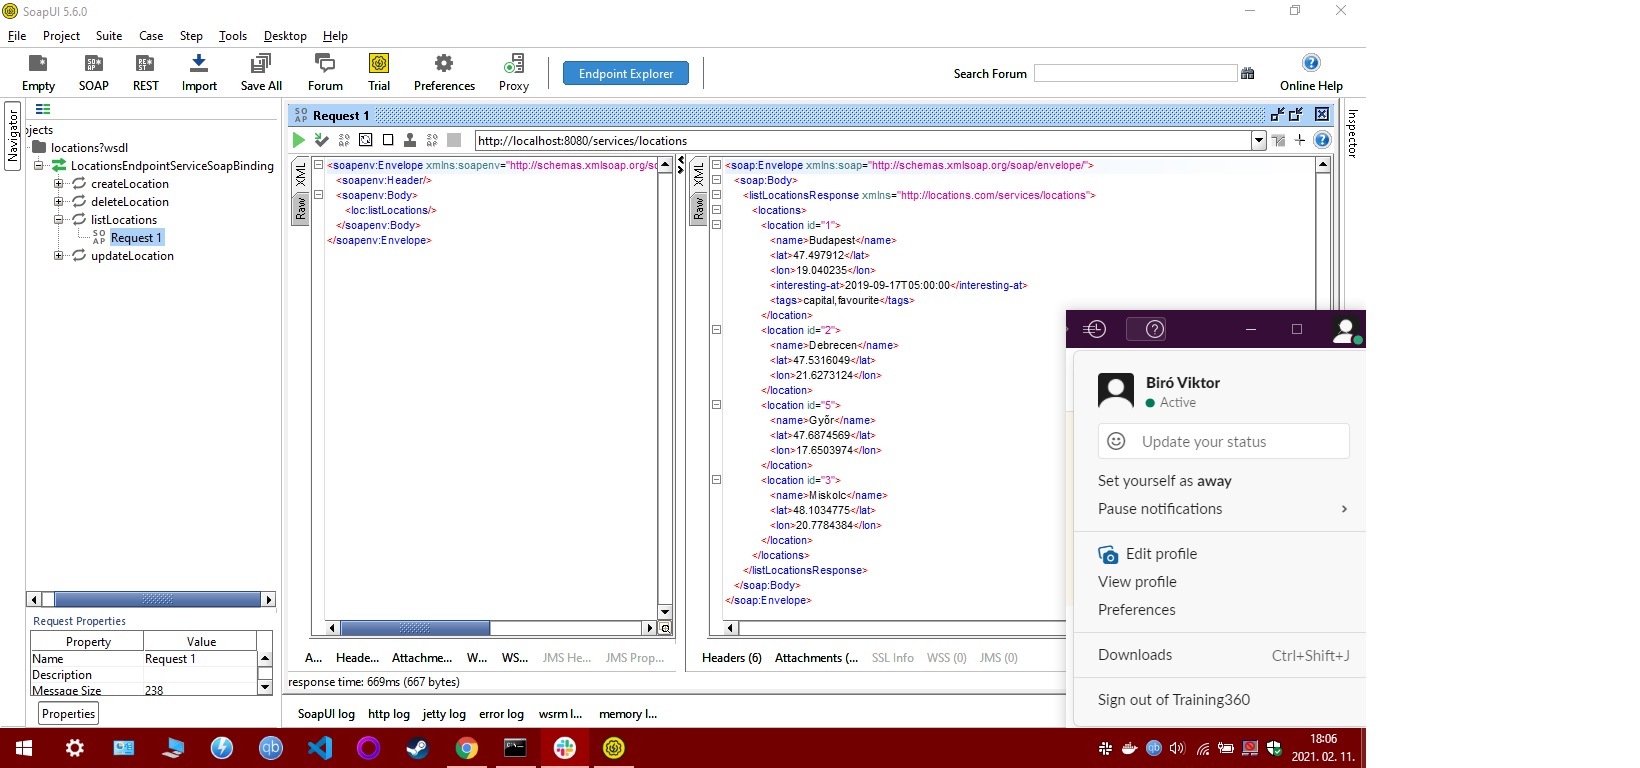 SoapUI 5.6.0
File Project Suite Case Step Tools Desktop Help
Empty SOAP REST Import Save All Forum Trial Preferences Proxy Endpoint Explorer Search Forum Online Help
Navigator
ojects
locations?wsdl
LocationsEndpointServiceSoapBinding
createLocation
deleteLocation
listLocations
Request 1
updateLocation
Request Properties
Property Value
Name Request 1
Description
Message Size 238
Properties
Request 1
http://localhost:8080/services/locations
XML
Raw
<soapenv:Envelope xmlns:soapenv="http://schemas.xmlsoap.org/so
<soapenv:Header/>
<soapenv:Body>
<loc:listLocations/>
</soapenv:Body>
</soapenv:Envelope>
A... Heade... Attachme... W... WS... JMS He... JMS Prop...
XML
Raw
<soap:Envelope xmlns:soap="http://schemas.xmlsoap.org/soap/envelope/">
<soap:Body>
<listLocationsResponse xmlns="http://locations.com/services/locations">
<locations>
<location id="1">
<name>Budapest</name>
<lat>47.497912</lat>
<lon>19.040235</lon>
<interesting-at>2019-09-17T05:00:00</interesting-at>
<tags>capital,favourite</tags>
</location>
<location id="2">
<name>Debrecen</name>
<lat>47.5316049</lat>
<lon>21.6273124</lon>
</location>
<location id="5">
<name>Győr</name>
<lat>47.6874569</lat>
<lon>17.6503974</lon>
</location>
<location id="3">
<name>Miskolc</name>
<lat>48.1034775</lat>
<lon>20.7784384</lon>
</location>
</locations>
</listLocationsResponse>
</soap:Body>
</soap:Envelope>
Headers (6) Attachments (... SSL Info WSS (0) JMS (0)
response time: 669ms (667 bytes)
SoapUI log http log jetty log error log wsrm l... memory l...
Inspector
Biró Viktor
Active
Update your status
Set yourself as away
Pause notifications
Edit profile
View profile
Preferences
Downloads Ctrl+Shift+J
Sign out of Training360
18:06
2021. 02. 11.